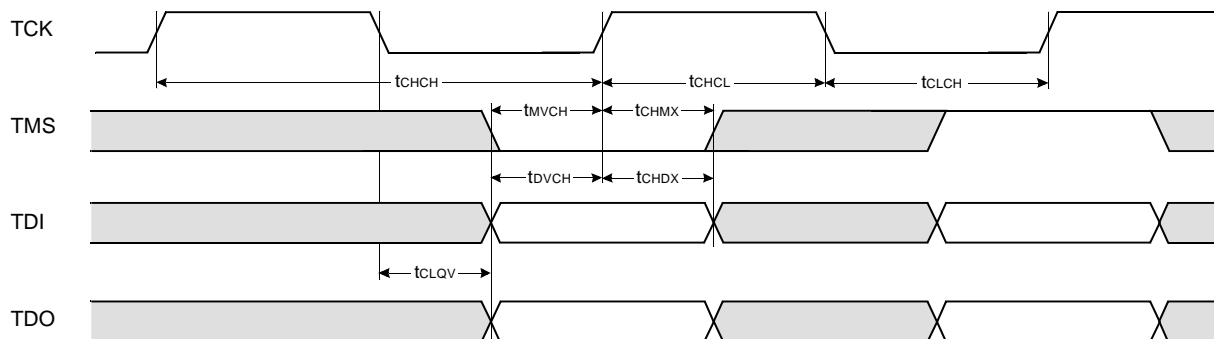 TCK
tCHCH
tCHCL
tCLCH
tMVCH
tCHMX
TMS
tDVCH
tCHDX
TDI
tCLQV
TDO